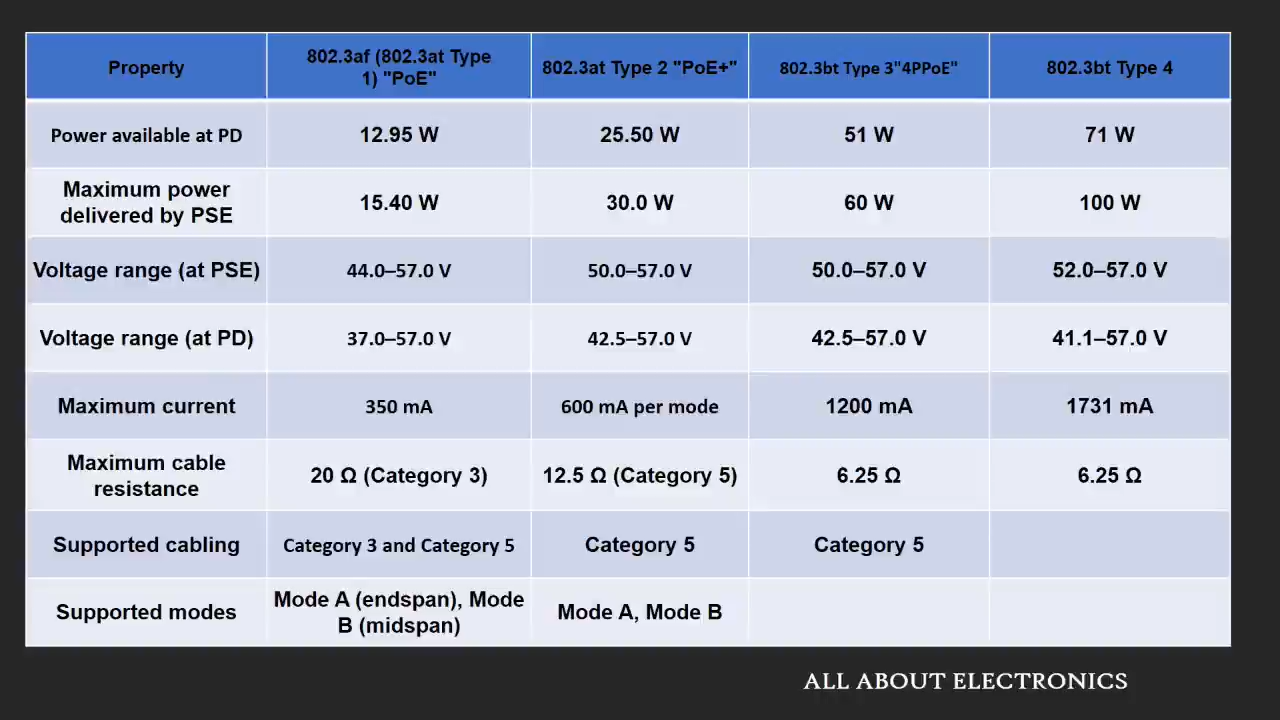 Property
802.3af (802.3at Type
1) "PoE"
802.3at Type 2 "PoE+"
802.3bt Type 3"4PPoE"
802.3bt Type 4
Power available at PD
12.95 W
25.50 W
51 W
71 W
Maximum power
delivered by PSE
15.40 W
30.0 W
60 W
100 W
Voltage range (at PSE)
44.0–57.0 V
50.0–57.0 V
50.0–57.0 V
52.0–57.0 V
Voltage range (at PD)
37.0–57.0 V
42.5–57.0 V
42.5–57.0 V
41.1–57.0 V
Maximum current
350 mA
600 mA per mode
1200 mA
1731 mA
Maximum cable
resistance
20 Ω (Category 3)
12.5 Ω (Category 5)
6.25 Ω
6.25 Ω
Supported cabling
Category 3 and Category 5
Category 5
Category 5
Supported modes
Mode A (endspan), Mode
B (midspan)
Mode A, Mode B
ALL ABOUT ELECTRONICS